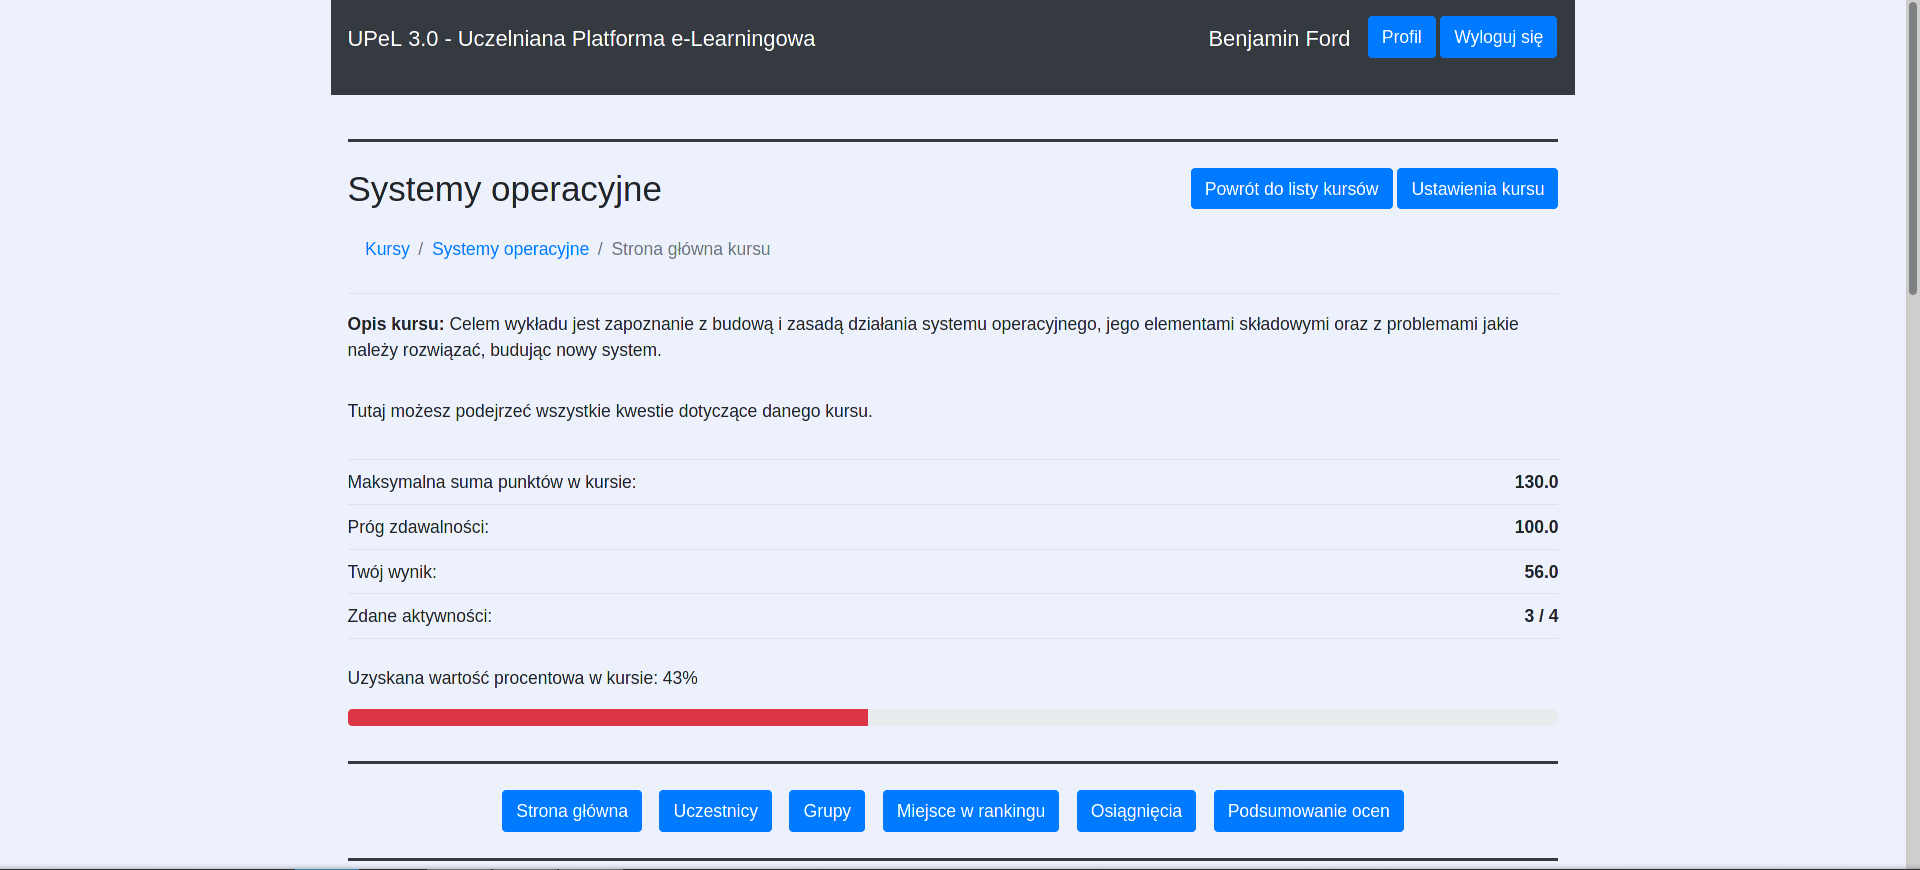 UPeL 3.0 - Uczelniana Platforma e-Learningowa
Benjamin Ford
Profil
Wyloguj się
Systemy operacyjne
Powrót do listy kursów
Ustawienia kursu
Kursy / Systemy operacyjne / Strona główna kursu
Opis kursu: Celem wykładu jest zapoznanie z budową i zasadą działania systemu operacyjnego, jego elementami składowymi oraz z problemami jakie
należy rozwiązać, budując nowy system.
Tutaj możesz podejrzeć wszystkie kwestie dotyczące danego kursu.
Maksymalna suma punktów w kursie: 130.0
Próg zdawalności: 100.0
Twój wynik: 56.0
Zdane aktywności: 3 / 4
Uzyskana wartość procentowa w kursie: 43%
Strona główna
Uczestnicy
Grupy
Miejsce w rankingu
Osiągnięcia
Podsumowanie ocen